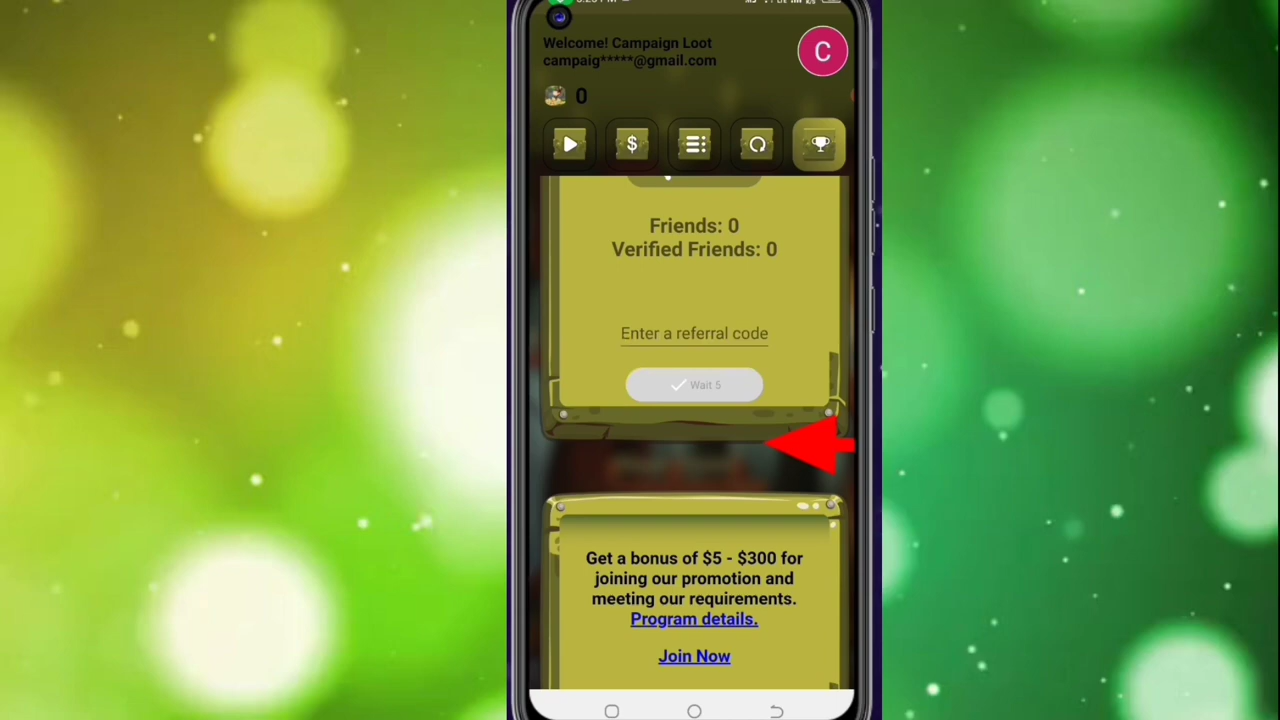 Welcome! Campaign Loot
campaig*****@gmail.com
C
0
$
Friends: 0
Verified Friends: 0
Enter a referral code
Wait 5
Get a bonus of $5 - $300 for
joining our promotion and
meeting our requirements.
Program details.
Join Now